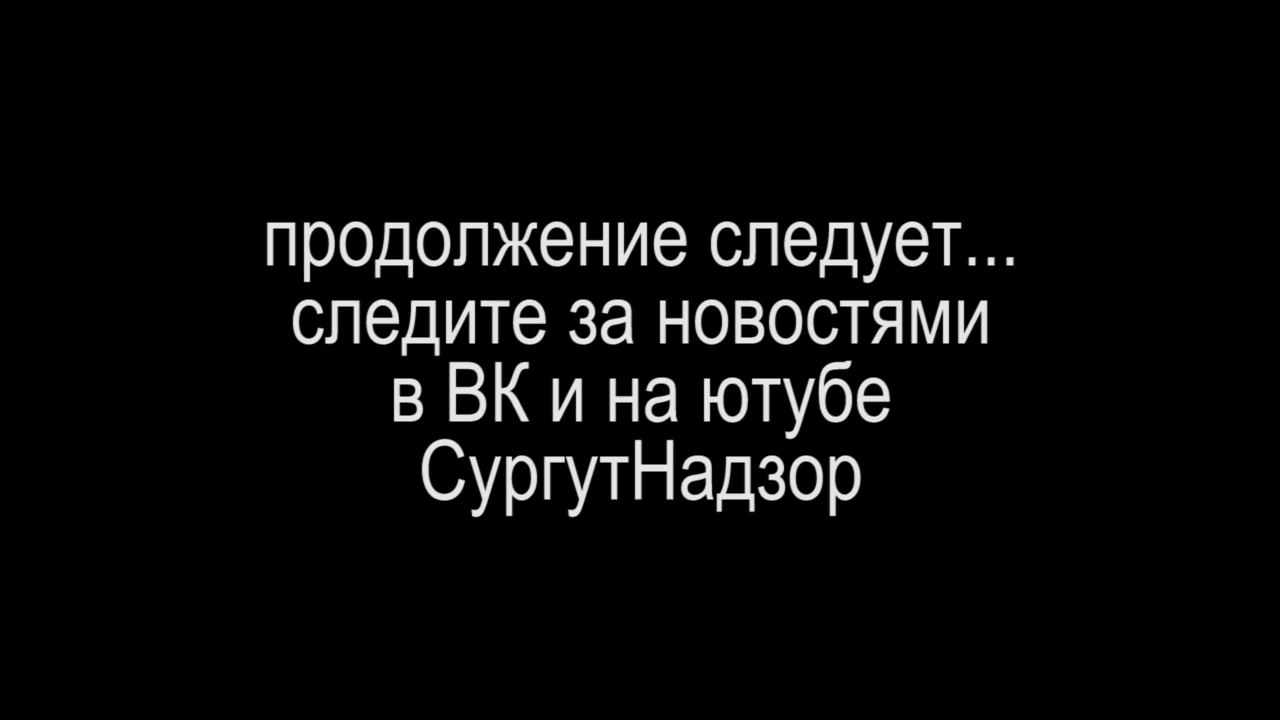 продолжение следует...
следите за новостями
в ВК и на ютубе
СургутНадзор